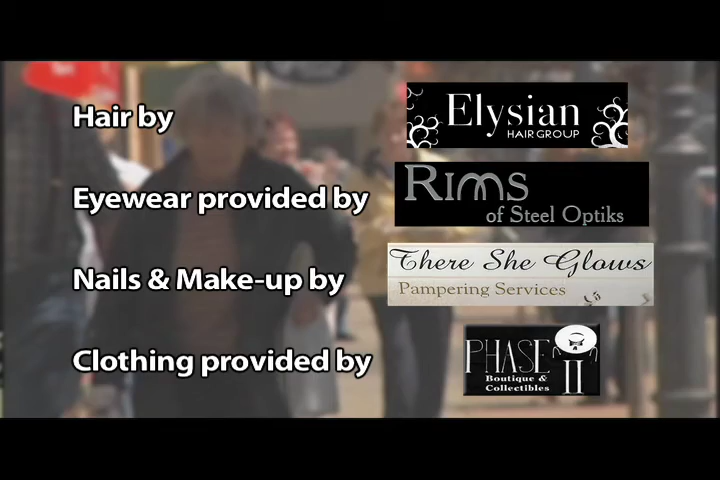 Hair by
Elysian
HAIR GROUP
Eyewear provided by
RIMS
of Steel Optiks
Nails & Make-up by
There She Glows
Pampering Services
Clothing provided by
PHASE II
Boutique &
Collectibles